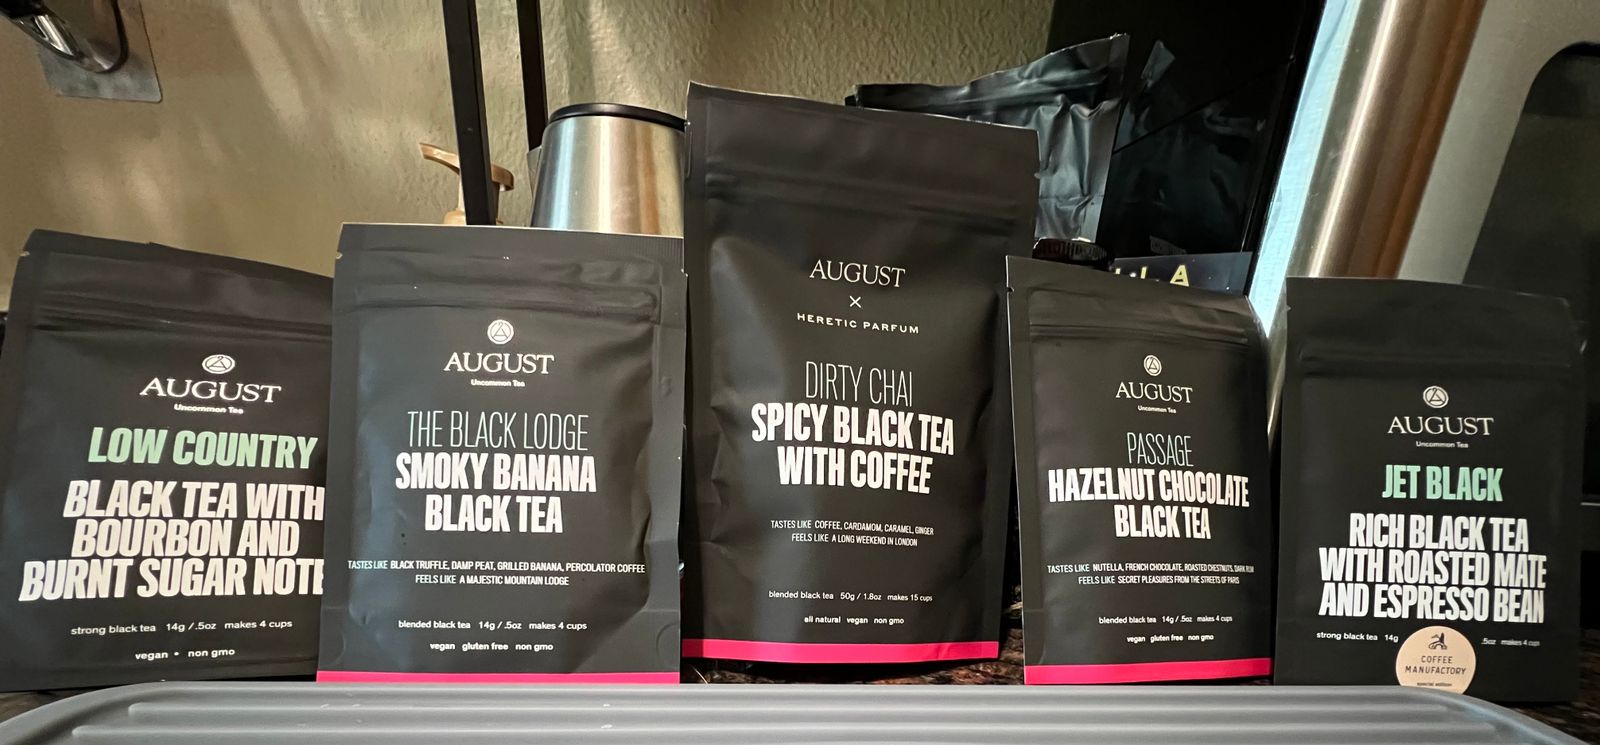 AUGUST
Uncommon Tea
LOW COUNTRY
BLACK TEA WITH
BOURBON AND
BURNT SUGAR NOTE
strong black tea 14g / .5oz makes 4 cups
vegan • non gmo
AUGUST
Uncommon Tea
THE BLACK LODGE
SMOKY BANANA
BLACK TEA
TASTES LIKE BLACK TRUFFLE, DAMP PEAT, GRILLED BANANA, PERCOLATOR COFFEE
FEELS LIKE A MAJESTIC MOUNTAIN LODGE
blended black tea 14g / .5oz makes 4 cups
vegan gluten free non gmo
AUGUST
X
HERETIC PARFUM
DIRTY CHAI
SPICY BLACK TEA
WITH COFFEE
TASTES LIKE COFFEE, CARDAMOM, CARAMEL, GINGER
FEELS LIKE A LONG WEEKEND IN LONDON
blended black tea 50g / 1.8oz makes 15 cups
all natural vegan non gmo
AUGUST
Uncommon Tea
PASSAGE
HAZELNUT CHOCOLATE
BLACK TEA
TASTES LIKE NUTELLA, FRENCH CHOCOLATE, ROASTED CHESTNUTS, DARK RUM
FEELS LIKE SECRET PLEASURES FROM THE STREETS OF PARIS
blended black tea 14g / .5oz makes 4 cups
vegan gluten free non gmo
AUGUST
Uncommon Tea
JET BLACK
RICH BLACK TEA
WITH ROASTED MATE
AND ESPRESSO BEAN
strong black tea 14g .5oz makes 4 cups
COFFEE
MANUFACTORY
special edition